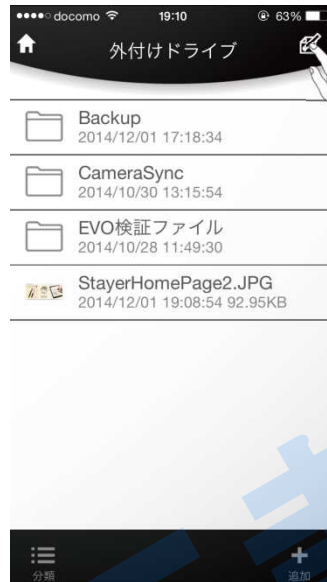 docomo 19:10 63%
外付けドライブ
Backup
2014/12/01 17:18:34
CameraSync
2014/10/30 13:15:54
EVO検証ファイル
2014/10/28 11:49:30
StayerHomePage2.JPG
2014/12/01 19:08:54 92.95KB
分類 追加